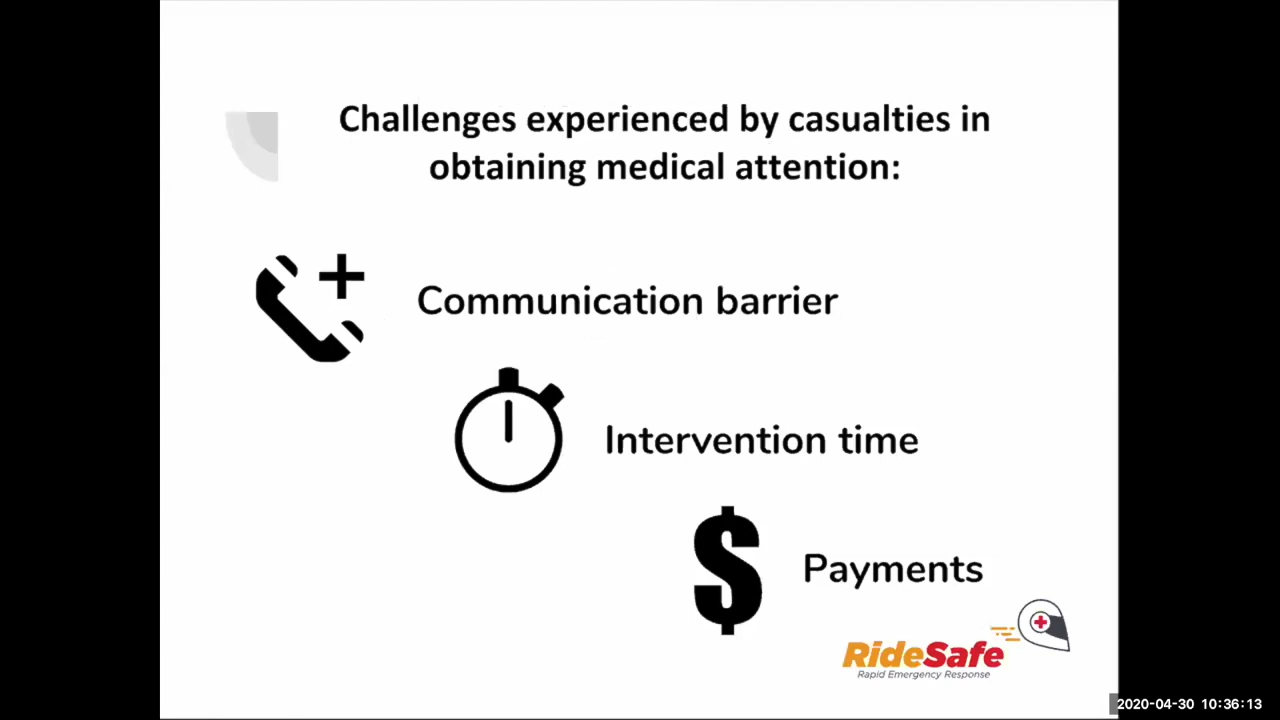 Challenges experienced by casualties in
obtaining medical attention:
Communication barrier
Intervention time
$ Payments
RideSafe
Rapid Emergency Response
2020-04-30 10:36:13